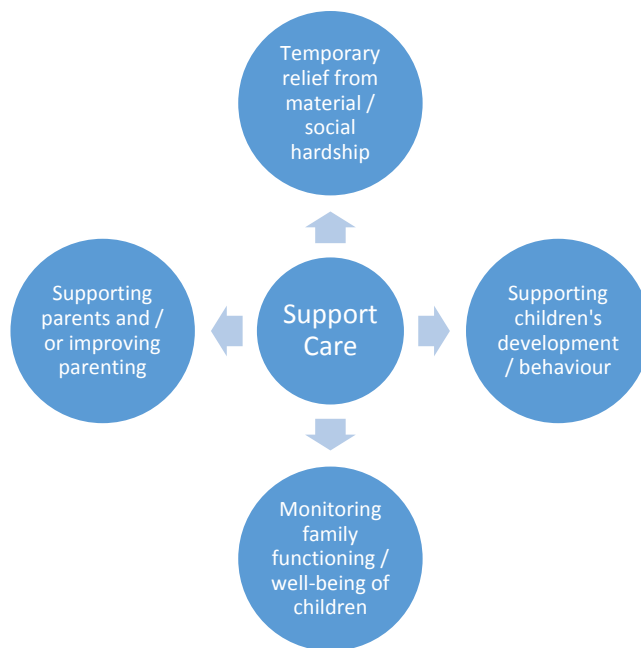 Temporary
relief from
material /
social
hardship
Supporting
parents and /
or improving
parenting
Support
Care
Supporting
children's
development
/ behaviour
Monitoring
family
functioning /
well-being of
children